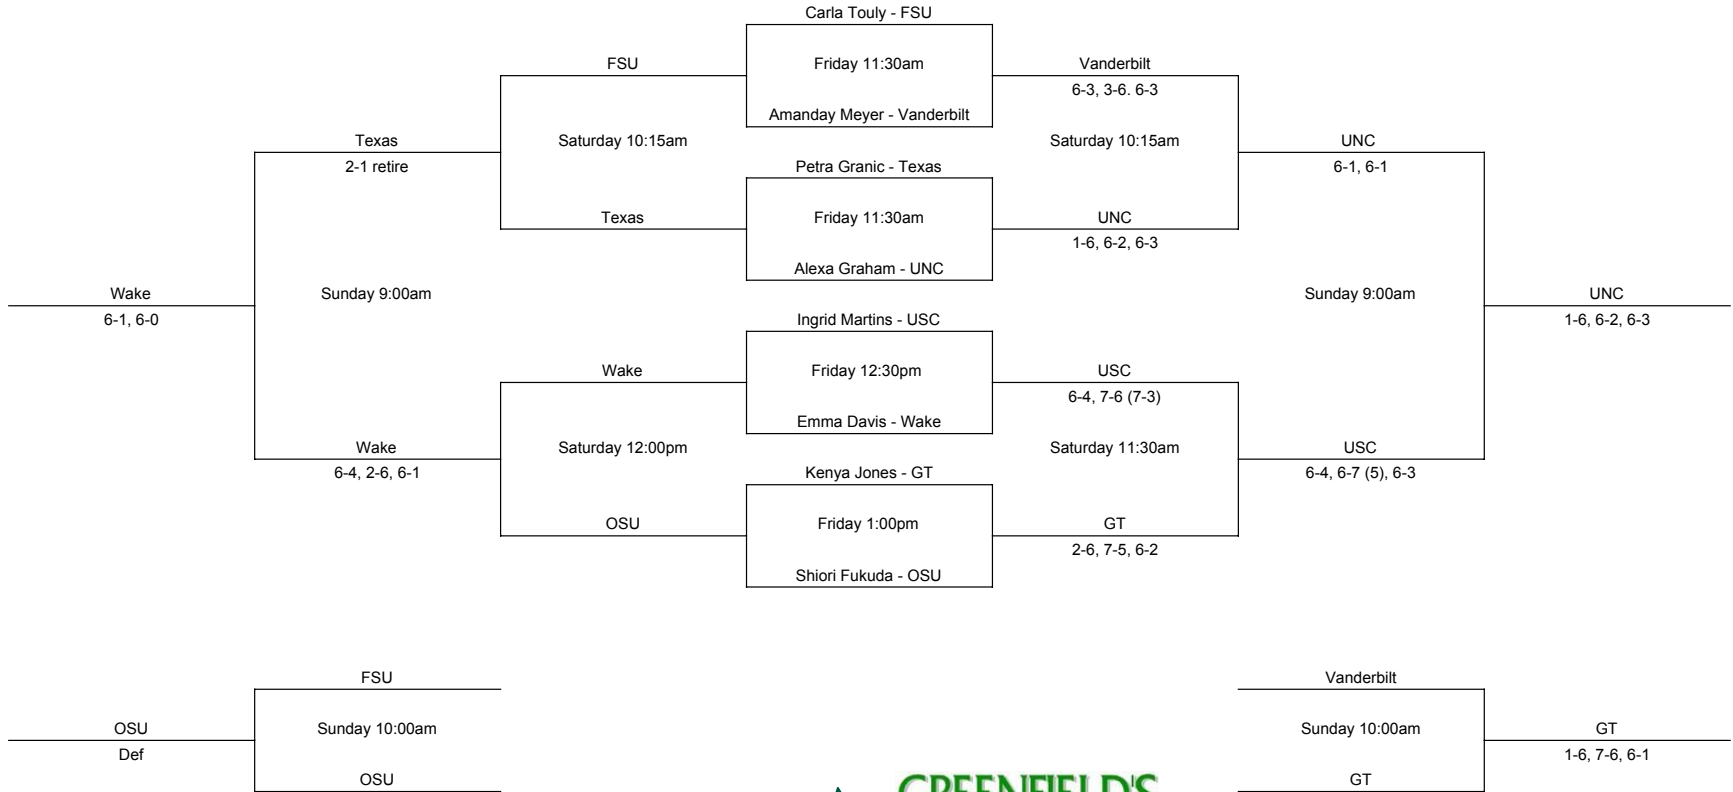 Carla Touly - FSU
FSU
Friday 11:30am
Vanderbilt
6-3, 3-6. 6-3
Amanday Meyer - Vanderbilt
Texas
Saturday 10:15am
Saturday 10:15am
UNC
2-1 retire
Petra Granic - Texas
6-1, 6-1
Texas
Friday 11:30am
UNC
1-6, 6-2, 6-3
Alexa Graham - UNC
Wake
Sunday 9:00am
Sunday 9:00am
UNC
6-1, 6-0
Ingrid Martins - USC
1-6, 6-2, 6-3
Wake
Friday 12:30pm
USC
6-4, 7-6 (7-3)
Emma Davis - Wake
Wake
Saturday 12:00pm
Saturday 11:30am
USC
6-4, 2-6, 6-1
Kenya Jones - GT
6-4, 6-7 (5), 6-3
OSU
Friday 1:00pm
GT
2-6, 7-5, 6-2
Shiori Fukuda - OSU
FSU
Vanderbilt
OSU
Sunday 10:00am
Sunday 10:00am
GT
Def
1-6, 7-6, 6-1
OSU
GREENFIELD'S
GT